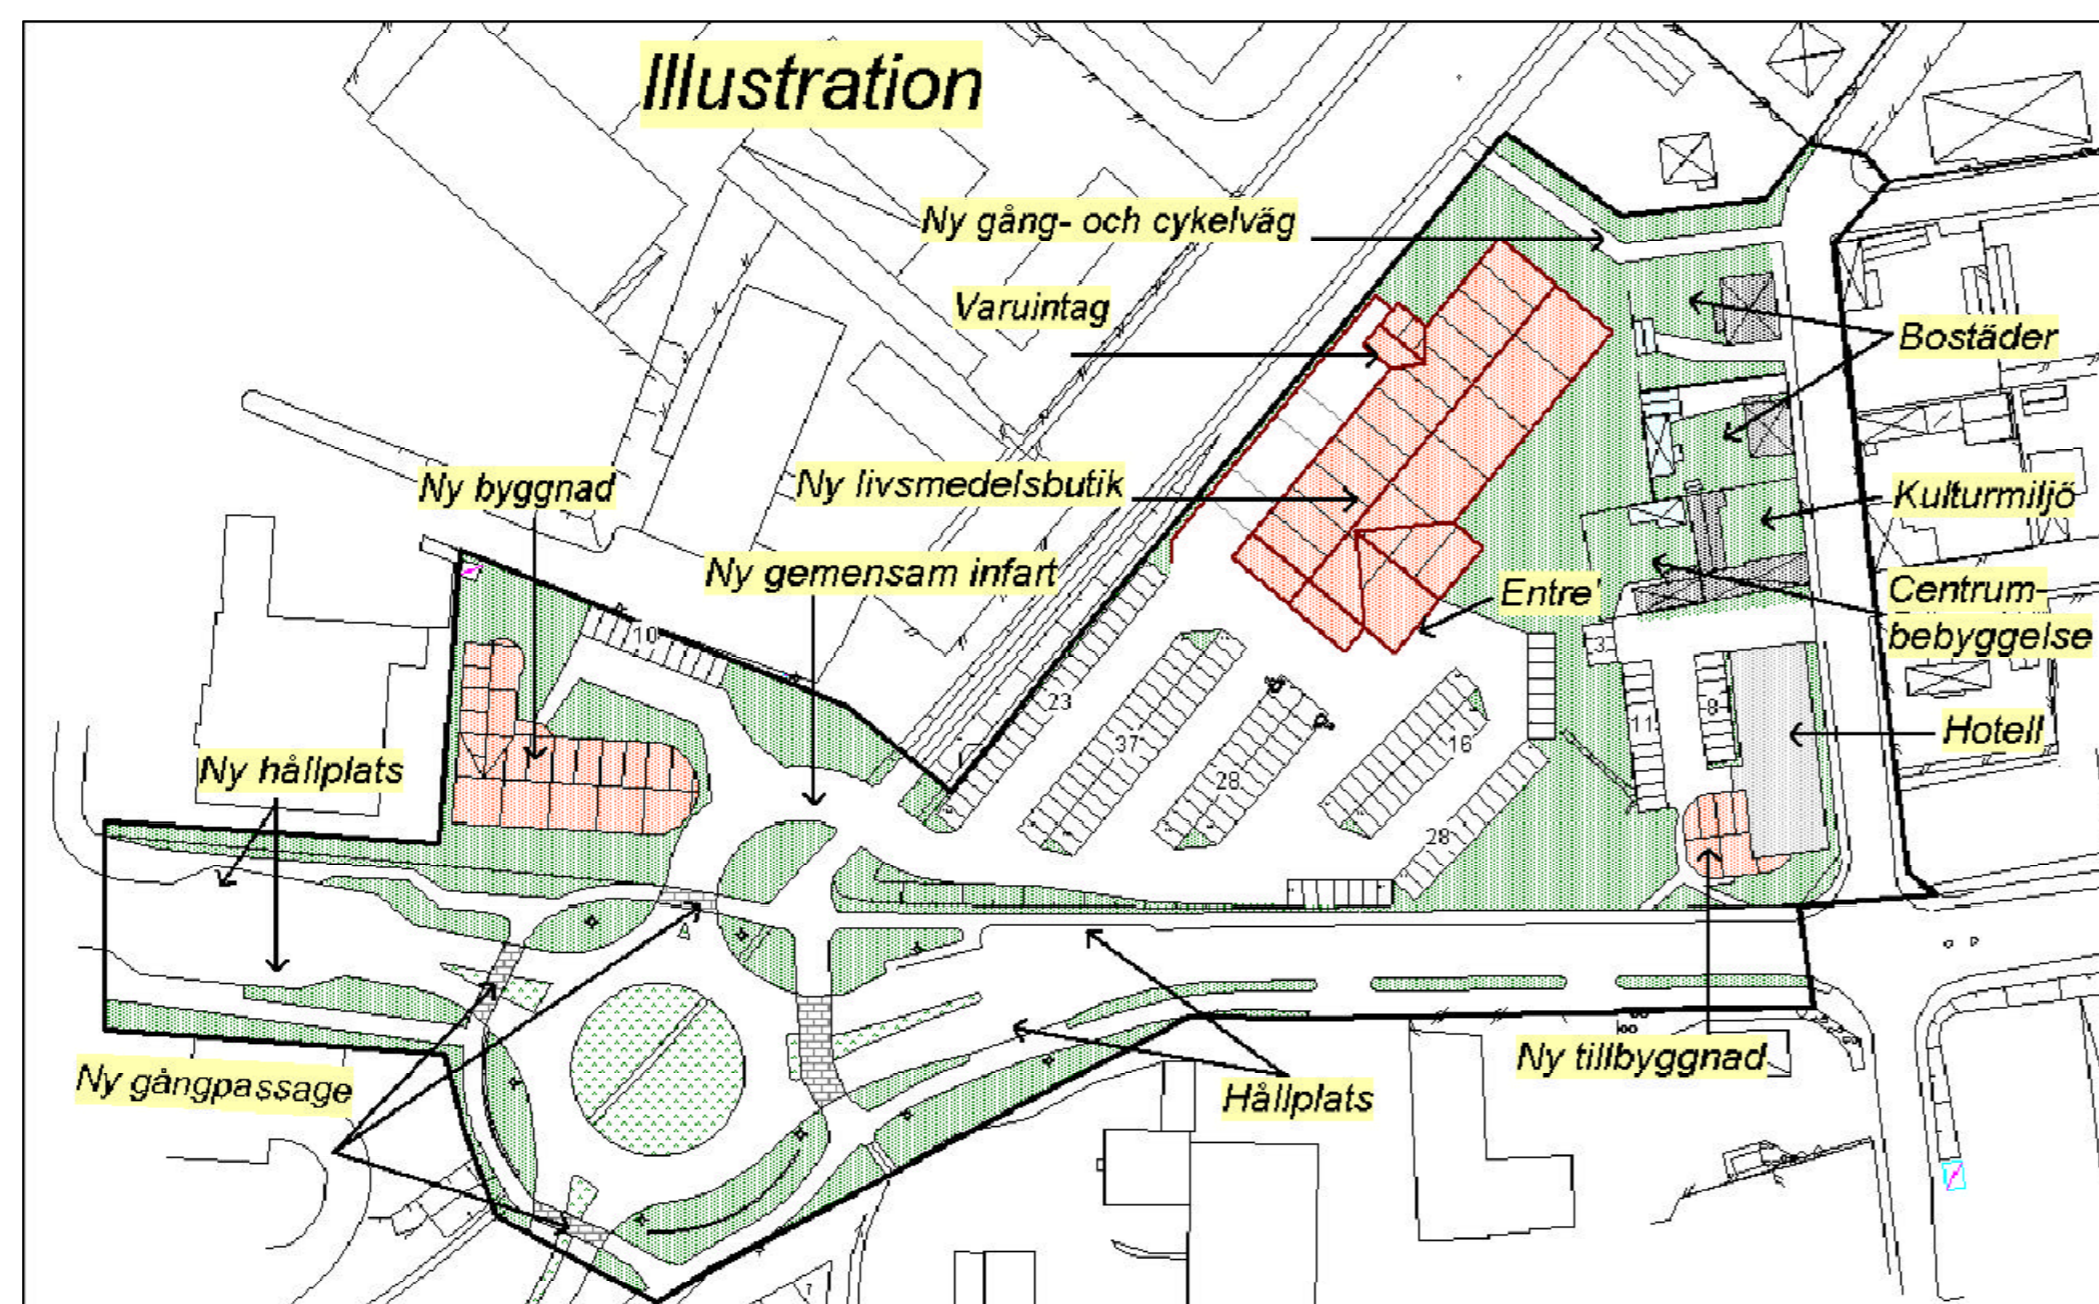 Illustration
Ny gång- och cykelväg
Varuintag
Bostäder
Ny byggnad
Ny livsmedelsbutik
Kulturmiljö
Ny gemensam infart
Entre'
Centrum-
bebyggelse
10
3
23
37
28
16
11
8
28
Hotell
Ny hållplats
A
Ny gångpassage
Hållplats
Ny tillbyggnad
7